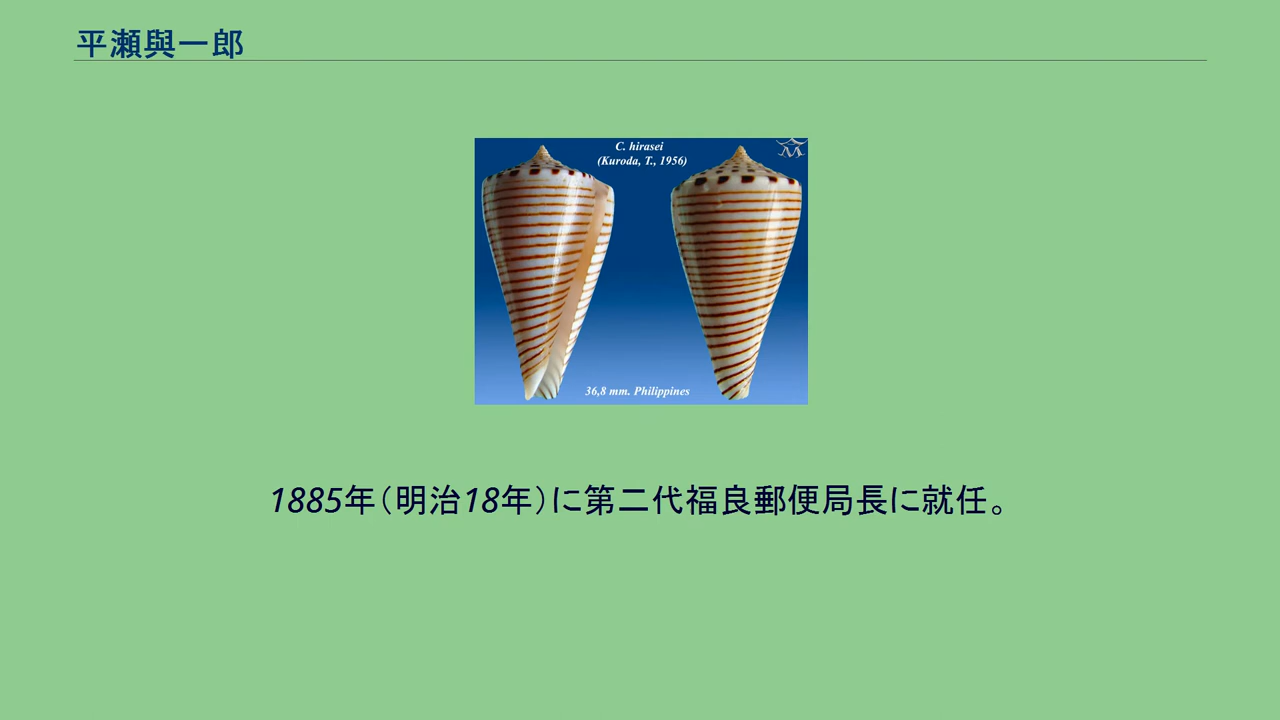 平瀬與一郎
C. hirasei
(Kuroda, T., 1956)
36,8 mm. Philippines
1885年（明治18年）に第二代福良郵便局長に就任。